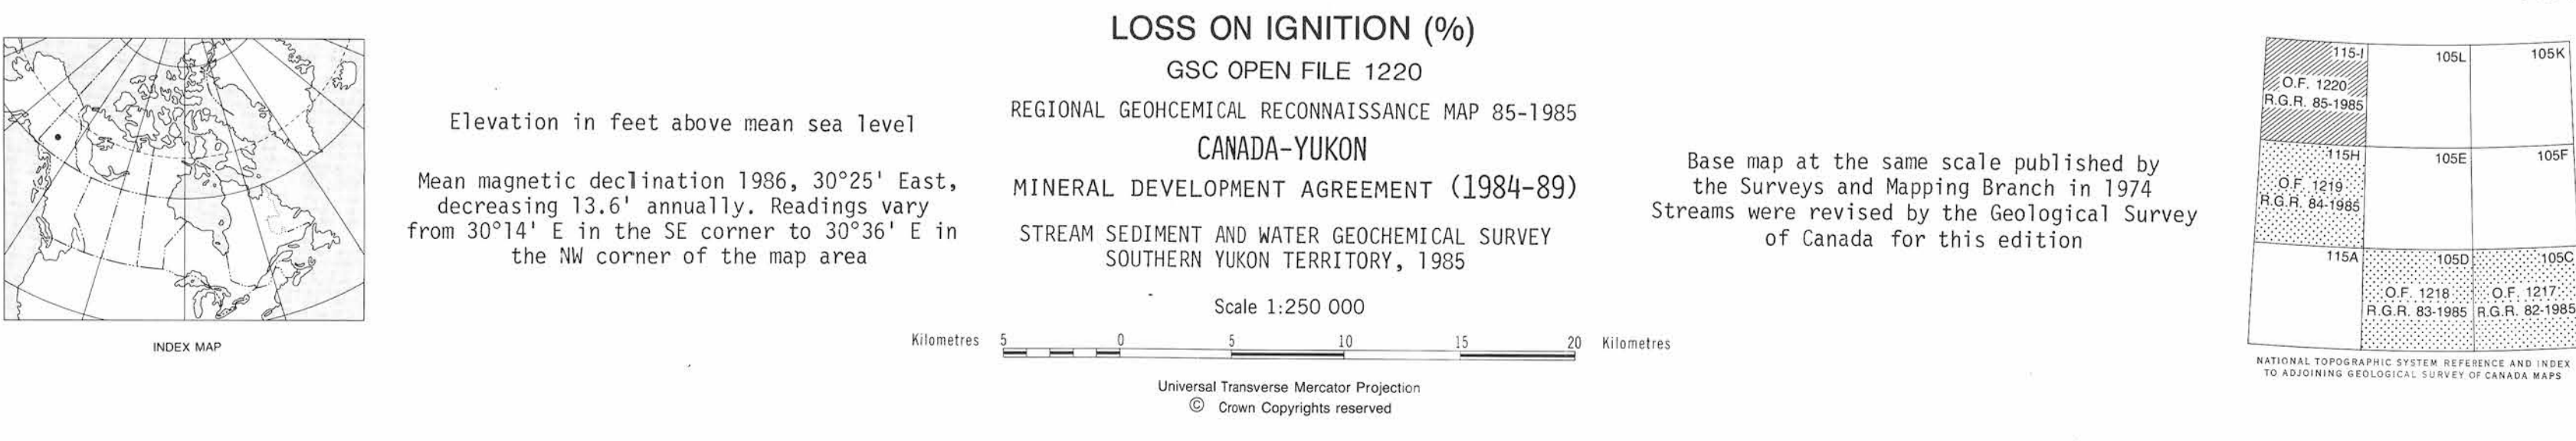 INDEX MAP
Elevation in feet above mean sea level
Mean magnetic declination 1986, 30°25' East,
decreasing 13.6' annually. Readings vary
from 30°14' E in the SE corner to 30°36' E in
the NW corner of the map area
LOSS ON IGNITION (%)
GSC OPEN FILE 1220
REGIONAL GEOHCEMICAL RECONNAISSANCE MAP 85-1985
CANADA-YUKON
MINERAL DEVELOPMENT AGREEMENT (1984-89)
STREAM SEDIMENT AND WATER GEOCHEMICAL SURVEY
SOUTHERN YUKON TERRITORY, 1985
Scale 1:250 000
Kilometres 5 0 5 10 15 20 Kilometres
Universal Transverse Mercator Projection
© Crown Copyrights reserved
Base map at the same scale published by
the Surveys and Mapping Branch in 1974
Streams were revised by the Geological Survey
of Canada for this edition
115-I 105L 105K
O.F. 1220
R.G.R. 85-1985
115H 105E 105F
O.F. 1219
R.G.R. 84-1985
115A 105D 105C
O.F. 1218 O.F. 1217
R.G.R. 83-1985 R.G.R. 82-1985
NATIONAL TOPOGRAPHIC SYSTEM REFERENCE AND INDEX
TO ADJOINING GEOLOGICAL SURVEY OF CANADA MAPS